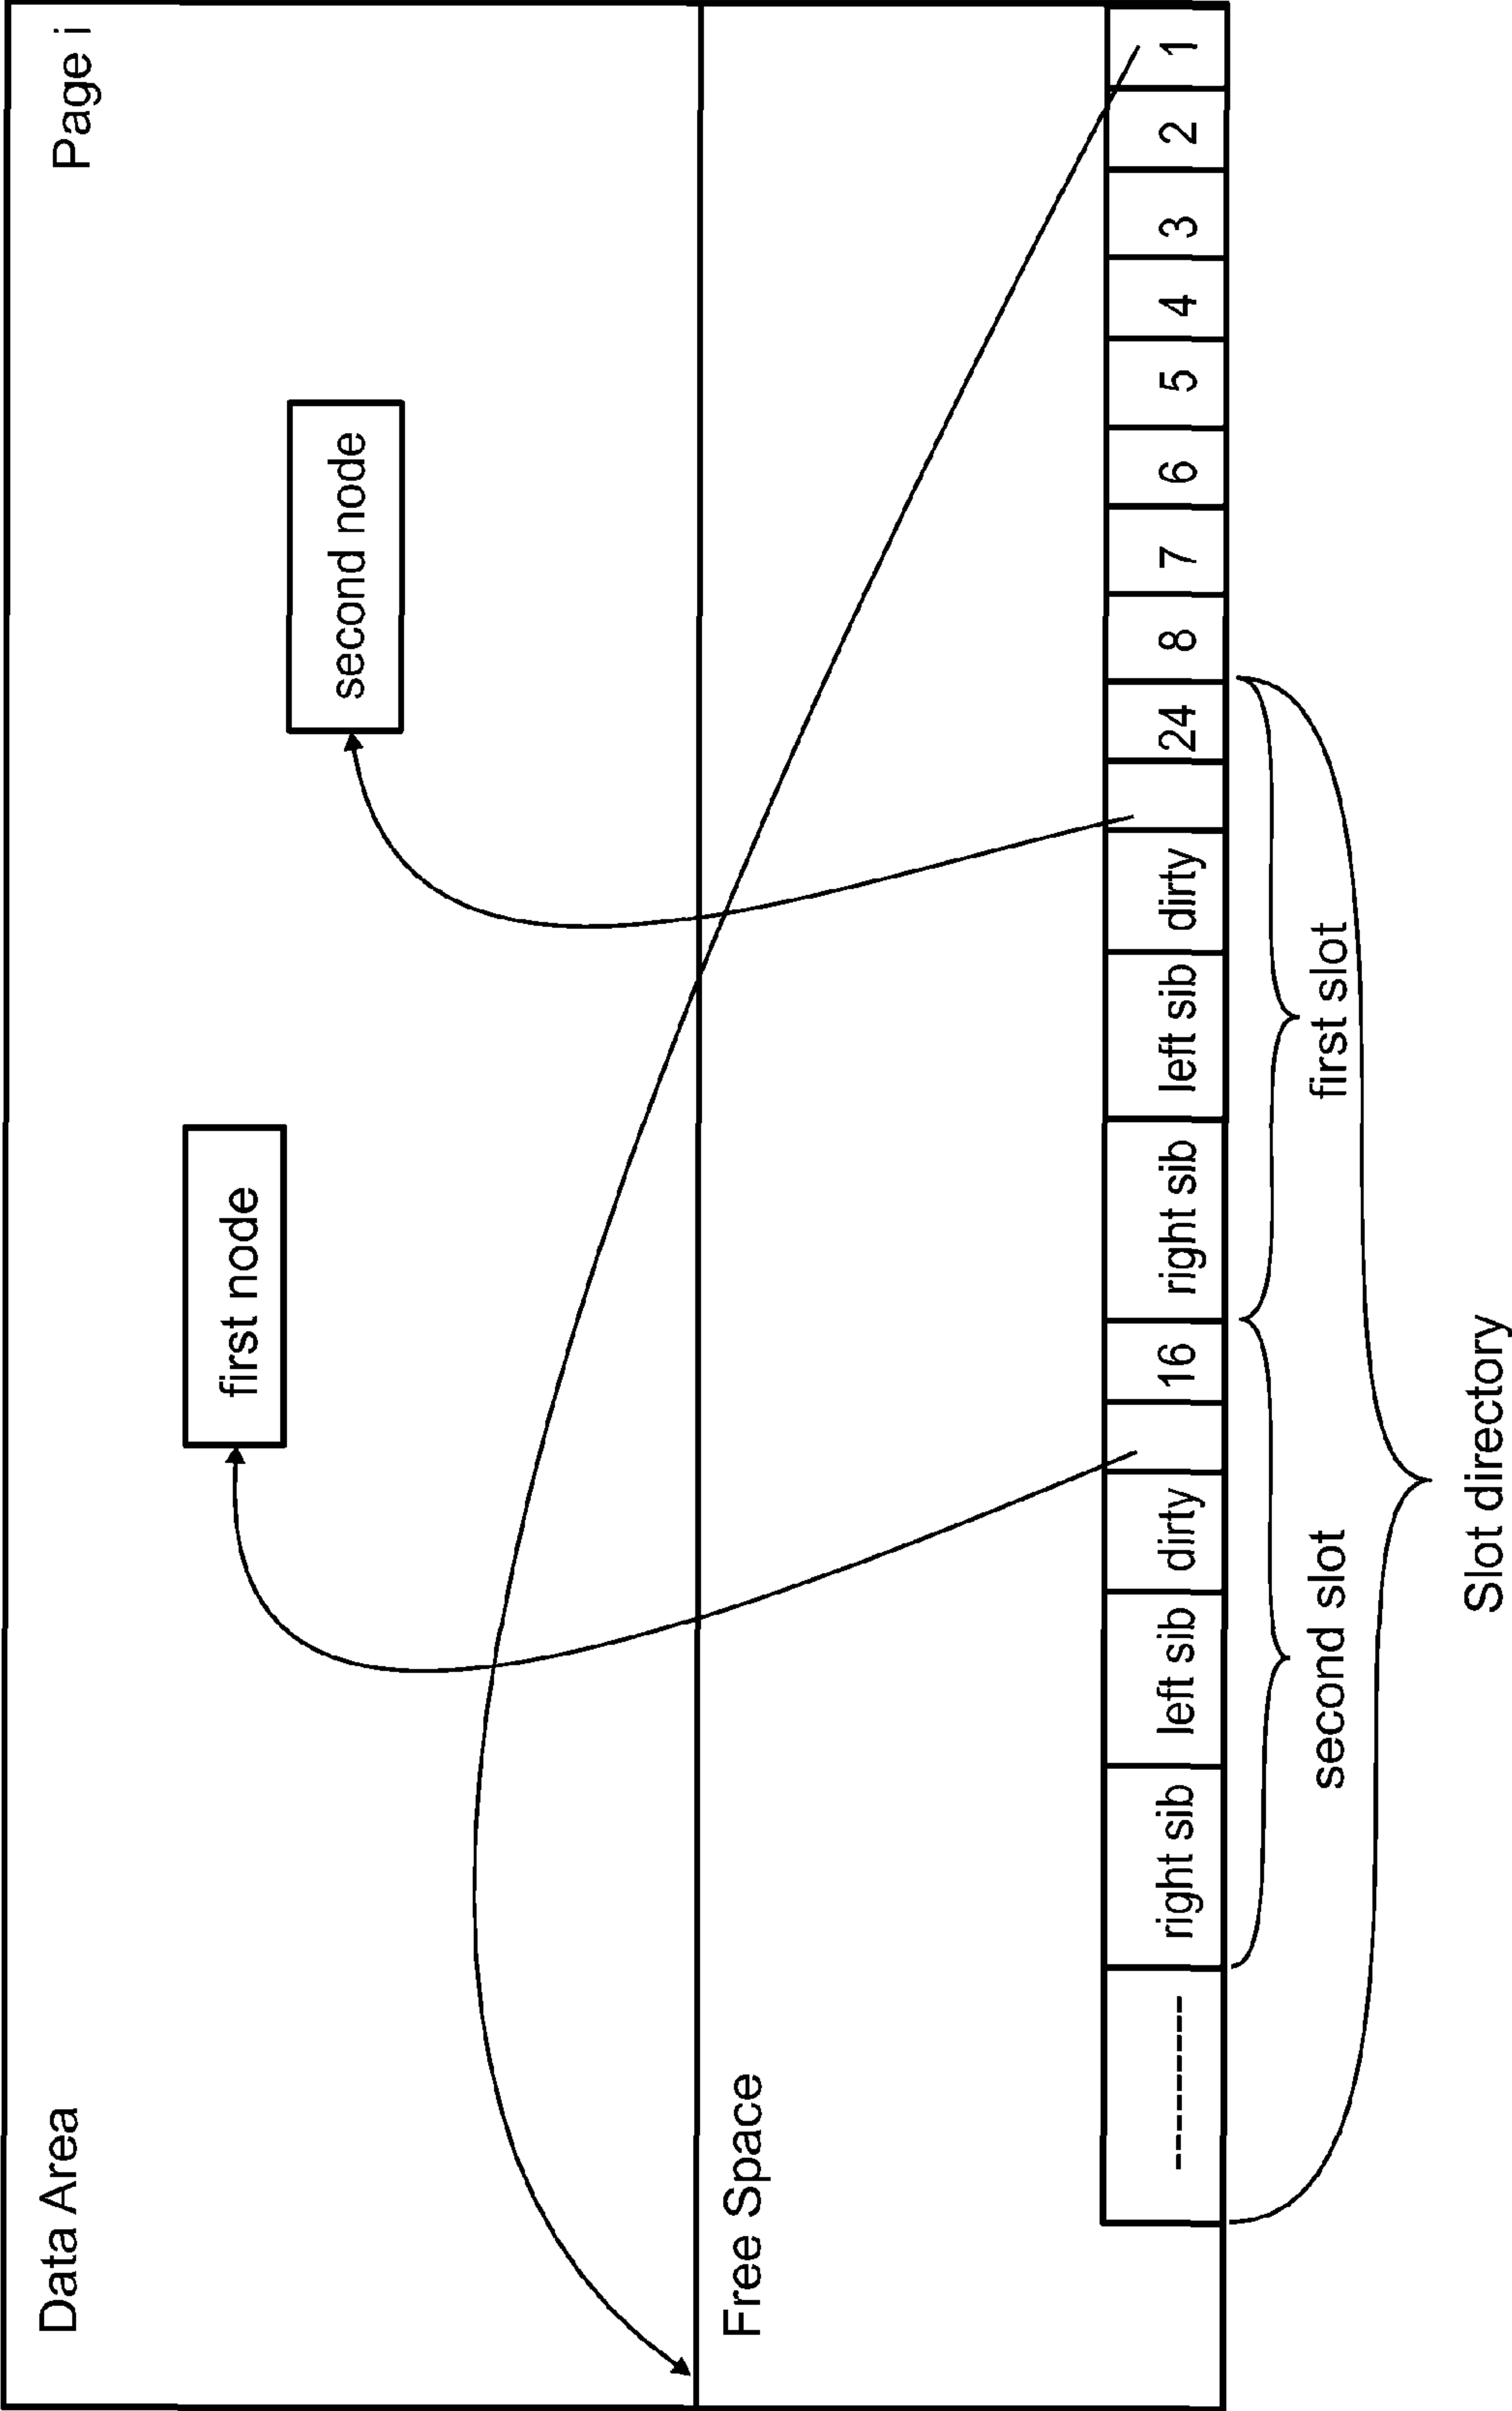 Data Area
Page i
first node
second node
Free Space
----------
right sib
left sib
dirty
16
right sib
left sib
dirty
24
8
7
6
5
4
3
2
1
second slot
first slot
Slot directory